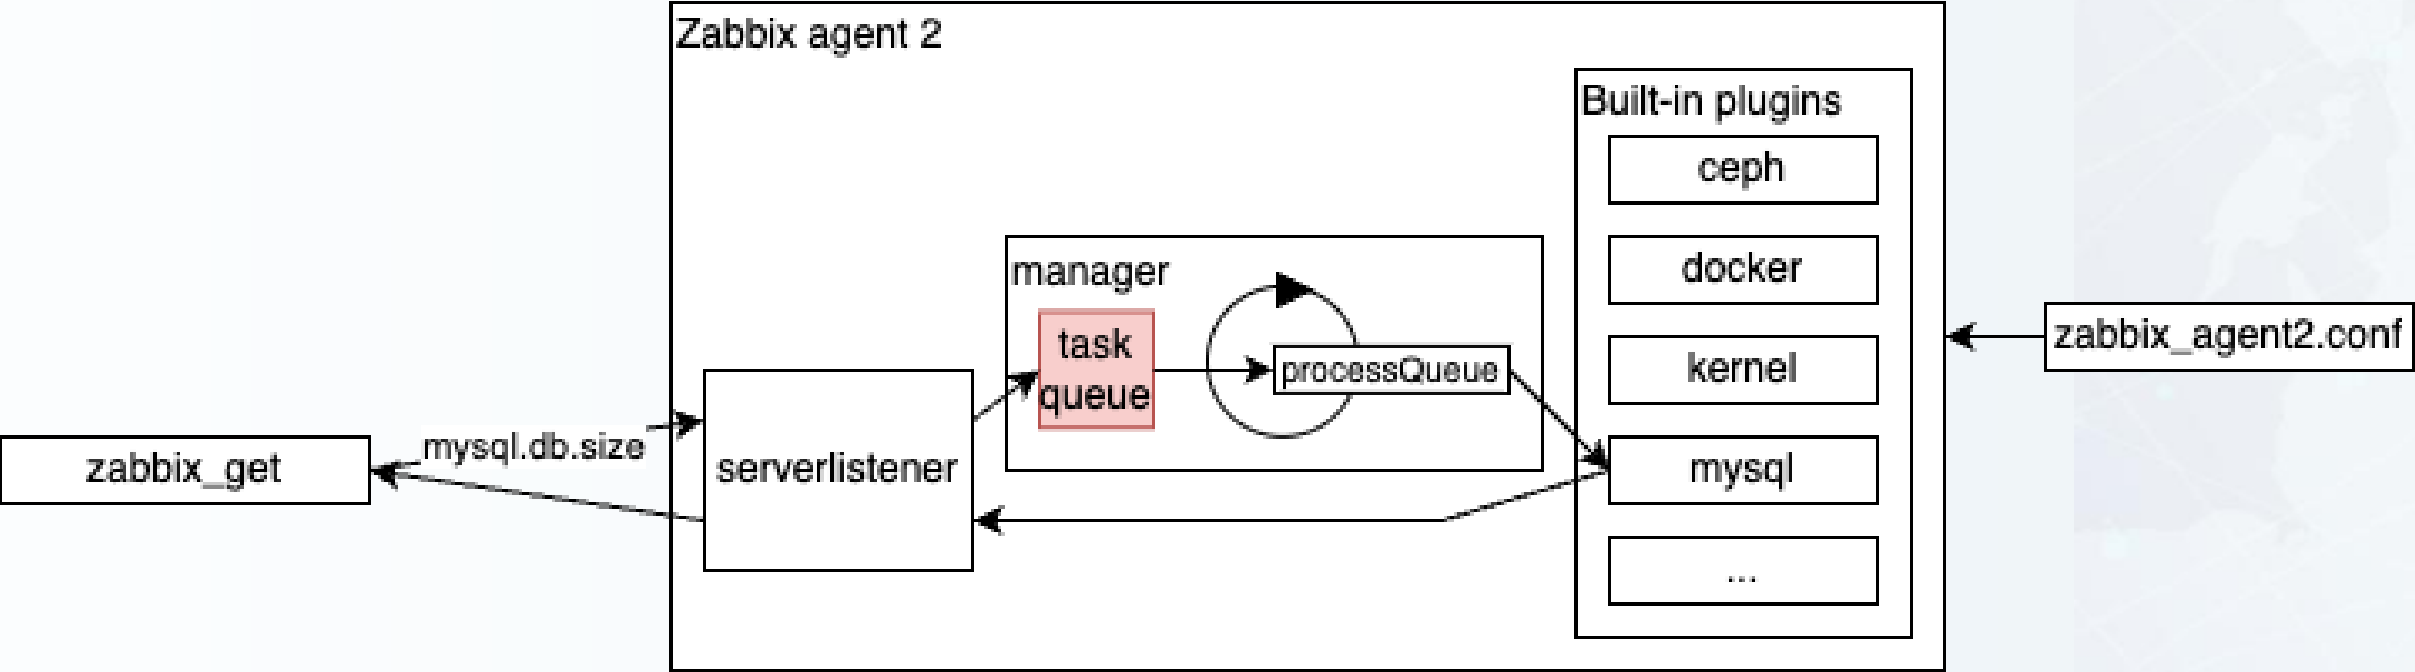 Zabbix agent 2
Built-in plugins
ceph
docker
manager
task
queue
processQueue
kernel
zabbix_agent2.conf
mysql.db.size
zabbix_get
serverlistener
mysql
...